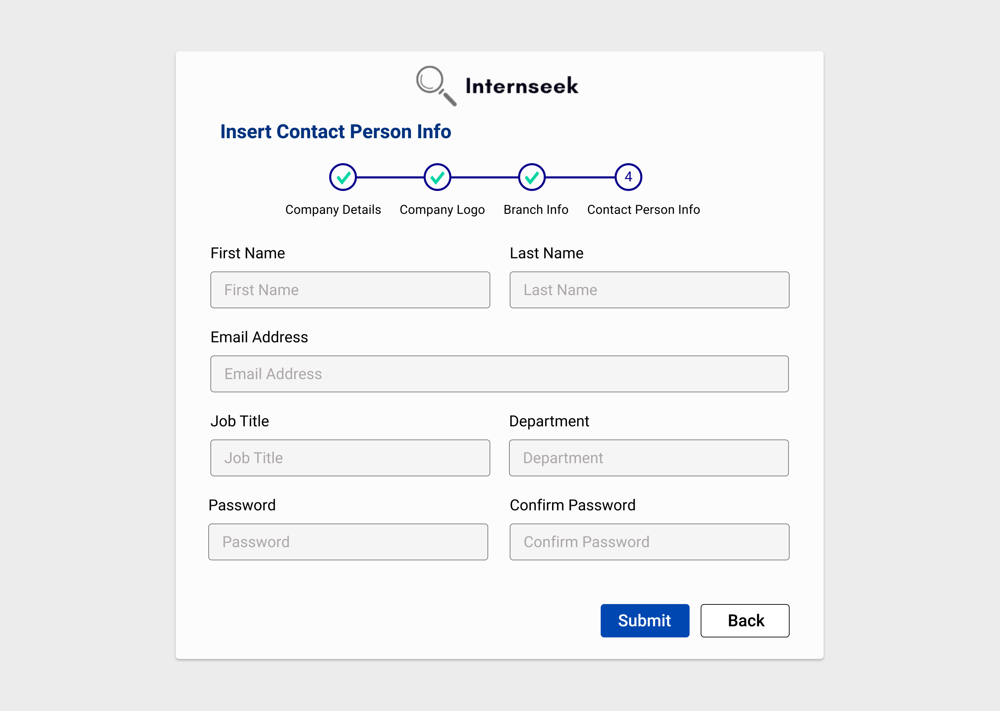 Internseek
Insert Contact Person Info
4
Company Details Company Logo Branch Info Contact Person Info
First Name Last Name
First Name Last Name
Email Address
Email Address
Job Title Department
Job Title Department
Password Confirm Password
Password Confirm Password
Submit Back